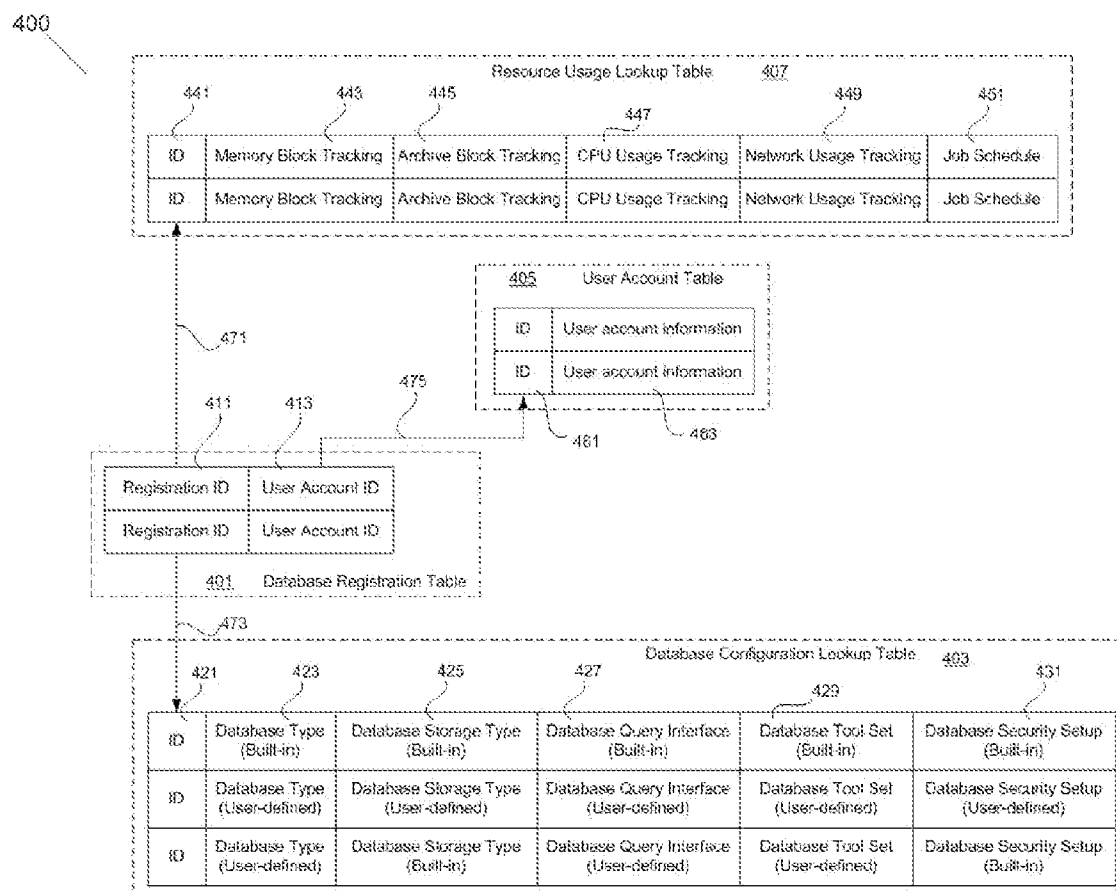 400
Resource Usage Lookup Table 407
441 443 445 447 449 451
ID Memory Block Tracking Archive Block Tracking CPU Usage Tracking Network Usage Tracking Job Schedule
ID Memory Block Tracking Archive Block Tracking CPU Usage Tracking Network Usage Tracking Job Schedule
405 User Account Table
ID User account information
ID User account information
471
475
461 463
411 413
Registration ID User Account ID
Registration ID User Account ID
401 Database Registration Table
473
Database Configuration Lookup Table 403
421 423 425 427 429 431
ID Database Type (Built-in) Database Storage Type (Built-in) Database Query Interface (Built-in) Database Tool Set (Built-in) Database Security Setup (Built-in)
ID Database Type (User-defined) Database Storage Type (User-defined) Database Query Interface (User-defined) Database Tool Set (User-defined) Database Security Setup (User-defined)
ID Database Type (User-defined) Database Storage Type (Built-in) Database Query Interface (User-defined) Database Tool Set (User-defined) Database Security Setup (Built-in)